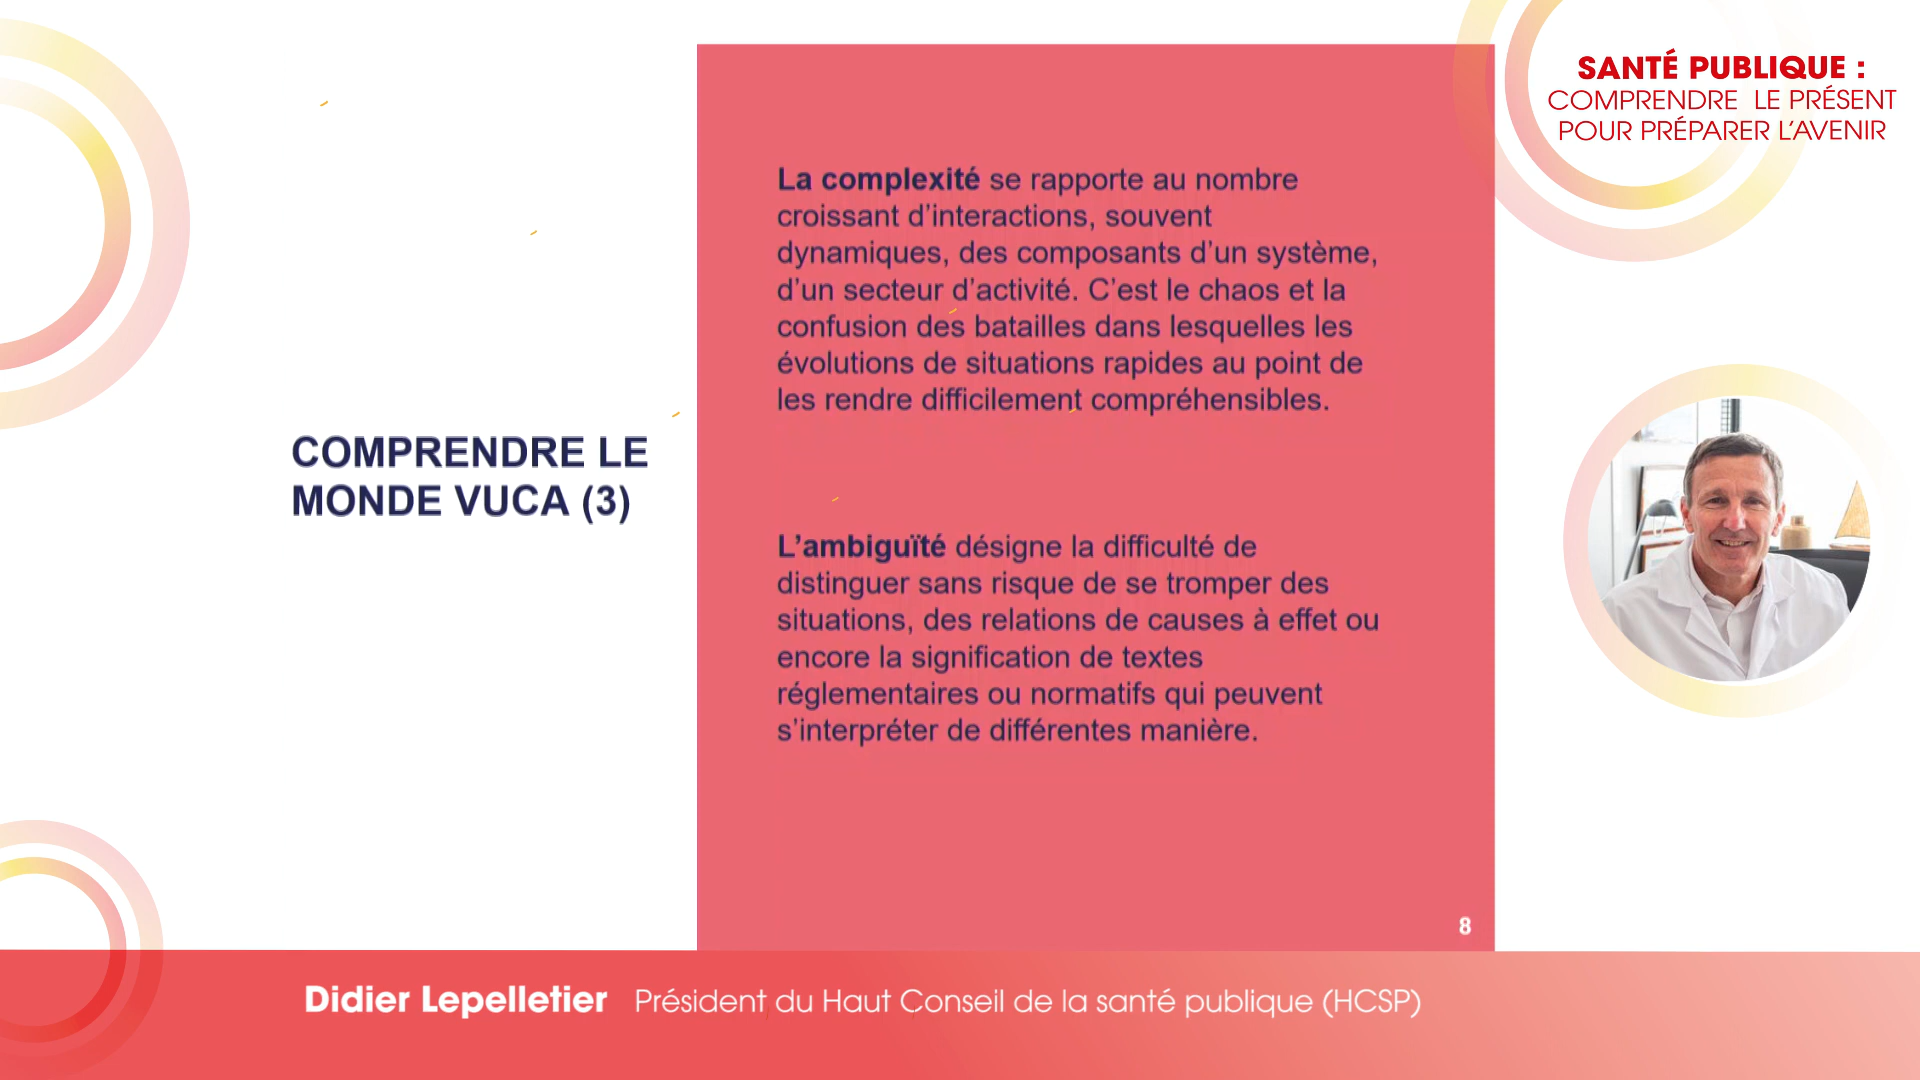 SANTÉ PUBLIQUE :
COMPRENDRE LE PRÉSENT
POUR PRÉPARER L'AVENIR
COMPRENDRE LE
MONDE VUCA (3)
La complexité se rapporte au nombre
croissant d'interactions, souvent
dynamiques, des composants d'un système,
d'un secteur d'activité. C'est le chaos et la
confusion des batailles dans lesquelles les
évolutions de situations rapides au point de
les rendre difficilement compréhensibles.
L'ambiguïté désigne la difficulté de
distinguer sans risque de se tromper des
situations, des relations de causes à effet ou
encore la signification de textes
réglementaires ou normatifs qui peuvent
s'interpréter de différentes manière.
8
Didier Lepelletier Président du Haut Conseil de la santé publique (HCSP)